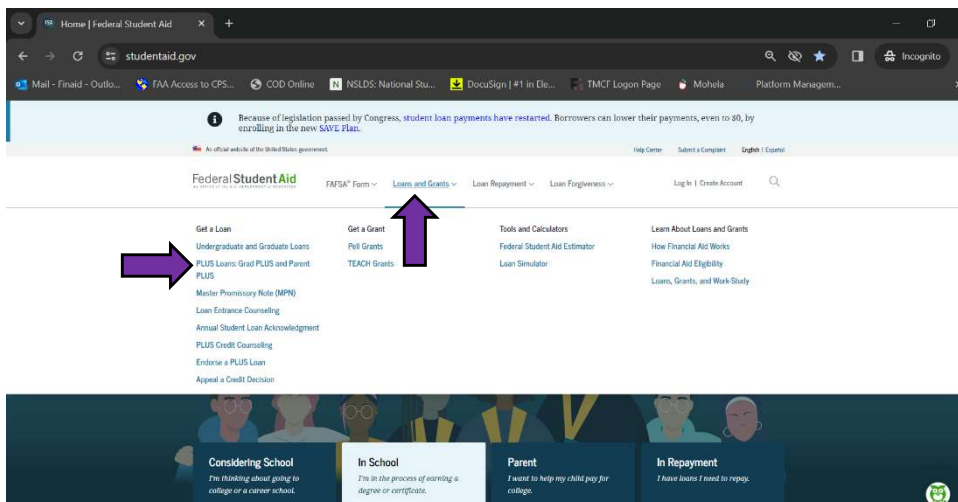 FSA Home | Federal Student Aid
studentaid.gov
Incognito
Mail - Finaid - Outlo... FAA Access to CPS... COD Online NSLDS: National Stu... DocuSign | #1 in Ele... TMCF Logon Page Mohela Platform Managem...
Because of legislation passed by Congress, student loan payments have restarted. Borrowers can lower their payments, even to $0, by
enrolling in the new SAVE Plan.
An official website of the United States government.
Help Center Submit a Complaint English | Español
Federal Student Aid
AN OFFICE OF THE U.S. DEPARTMENT OF EDUCATION
FAFSA® Form Loans and Grants Loan Repayment Loan Forgiveness Log In | Create Account
Get a Loan
Undergraduate and Graduate Loans
PLUS Loans: Grad PLUS and Parent
PLUS
Master Promissory Note (MPN)
Loan Entrance Counseling
Annual Student Loan Acknowledgment
PLUS Credit Counseling
Endorse a PLUS Loan
Appeal a Credit Decision
Get a Grant
Pell Grants
TEACH Grants
Tools and Calculators
Federal Student Aid Estimator
Loan Simulator
Learn About Loans and Grants
How Financial Aid Works
Financial Aid Eligibility
Loans, Grants, and Work-Study
Considering School
I'm thinking about going to
college or a career school.
In School
I'm in the process of earning a
degree or certificate.
Parent
I want to help my child pay for
college.
In Repayment
I have loans I need to repay.